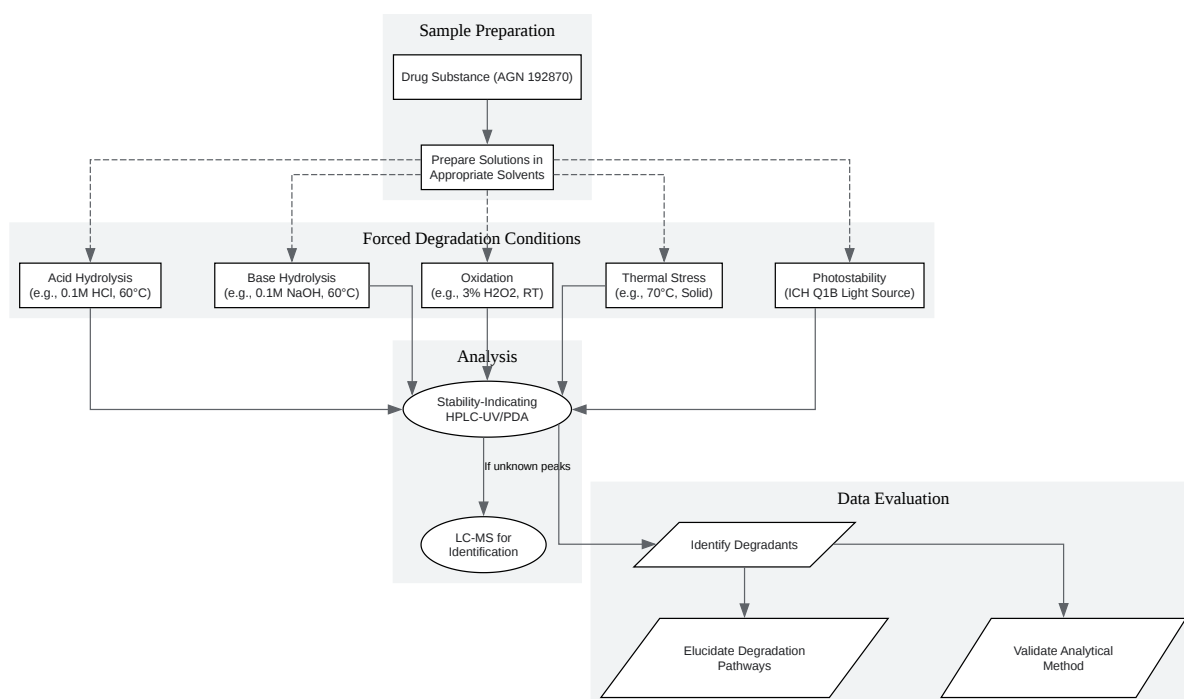 Sample Preparation
Drug Substance (AGN 192870)
Prepare Solutions in
Appropriate Solvents
Forced Degradation Conditions
Acid Hydrolysis
(e.g., 0.1M HCl, 60°C)
Base Hydrolysis
(e.g., 0.1M NaOH, 60°C)
Oxidation
(e.g., 3% H2O2, RT)
Thermal Stress
(e.g., 70°C, Solid)
Photostability
(ICH Q1B Light Source)
Analysis
Stability-Indicating
HPLC-UV/PDA
If unknown peaks
LC-MS for
Identification
Data Evaluation
Identify Degradants
Elucidate Degradation
Pathways
Validate Analytical
Method